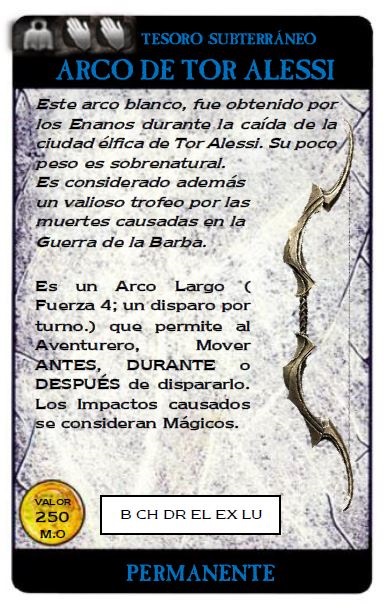 TESORO SUBTERRÁNEO
ARCO DE TOR ALESSI
Este arco blanco, fue obtenido por
los Enanos durante la caída de la
ciudad élfica de Tor Alessi. Su poco
peso es sobrenatural.
Es considerado además
un valioso trofeo por las
muertes causadas en la
Guerra de la Barba.
Es un Arco Largo (
Fuerza 4; un disparo por
turno.) que permite al
Aventurero, Mover
ANTES, DURANTE o
DESPUÉS de dispararlo.
Los Impactos causados
se consideran Mágicos.
VALOR
250
M.O
B CH DR EL EX LU
PERMANENTE